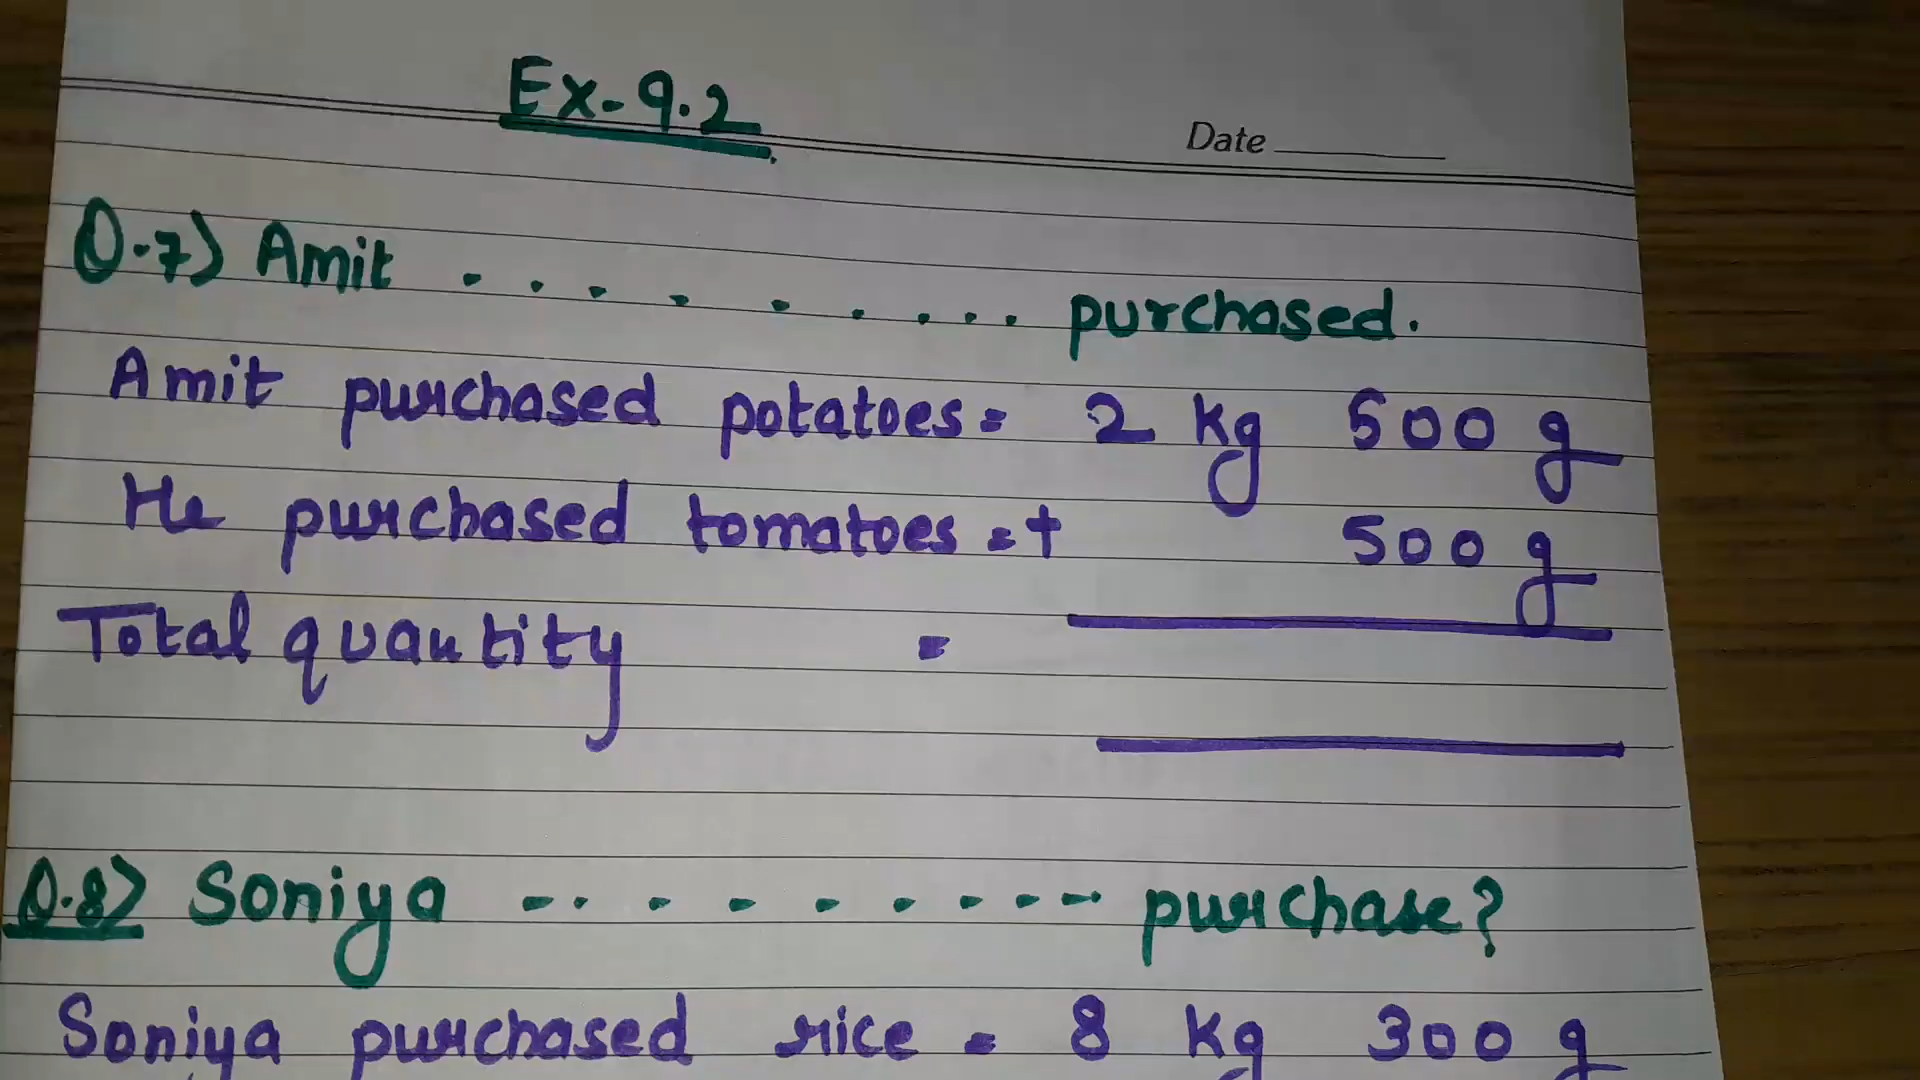 Ex-9.2
Date
Q.7) Amit . . . . . . . . . . purchased.
Amit purchased potatoes = 2 kg 500 g
He purchased tomatoes =+ 500 g
Total quantity =
Q.8) Soniya - . . . . . . . . - purchase?
Soniya purchased rice = 8 kg 300 g